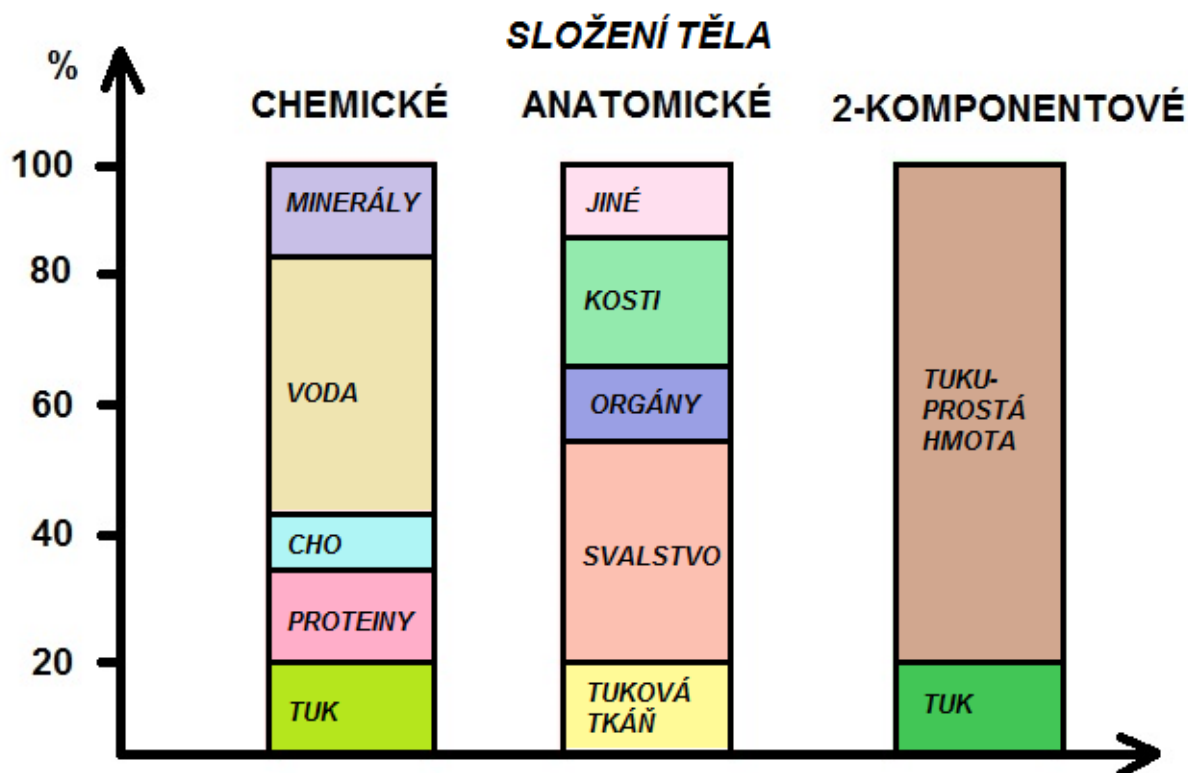 SLOŽENÍ TĚLA
%
CHEMICKÉ
ANATOMICKÉ
2-KOMPONENTOVÉ
100
80
60
40
20
MINERÁLY
VODA
CHO
PROTEINY
TUK
JINÉ
KOSTI
ORGÁNY
SVALSTVO
TUKOVÁ
TKÁŇ
TUKU-
PROSTÁ
HMOTA
TUK